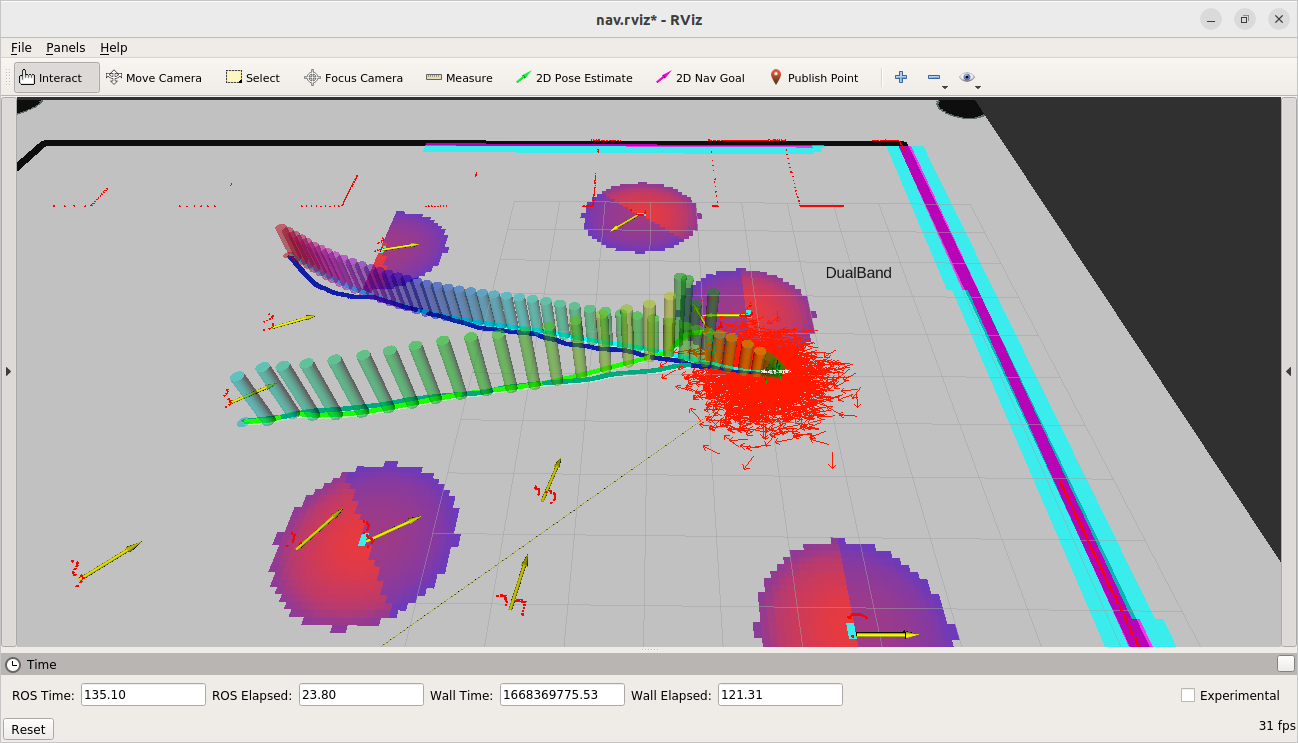 nav.rviz* - RViz
File Panels Help
Interact Move Camera Select Focus Camera Measure 2D Pose Estimate 2D Nav Goal Publish Point
DualBand
Time
ROS Time: 135.10 ROS Elapsed: 23.80 Wall Time: 1668369775.53 Wall Elapsed: 121.31 Experimental
Reset 31 fps